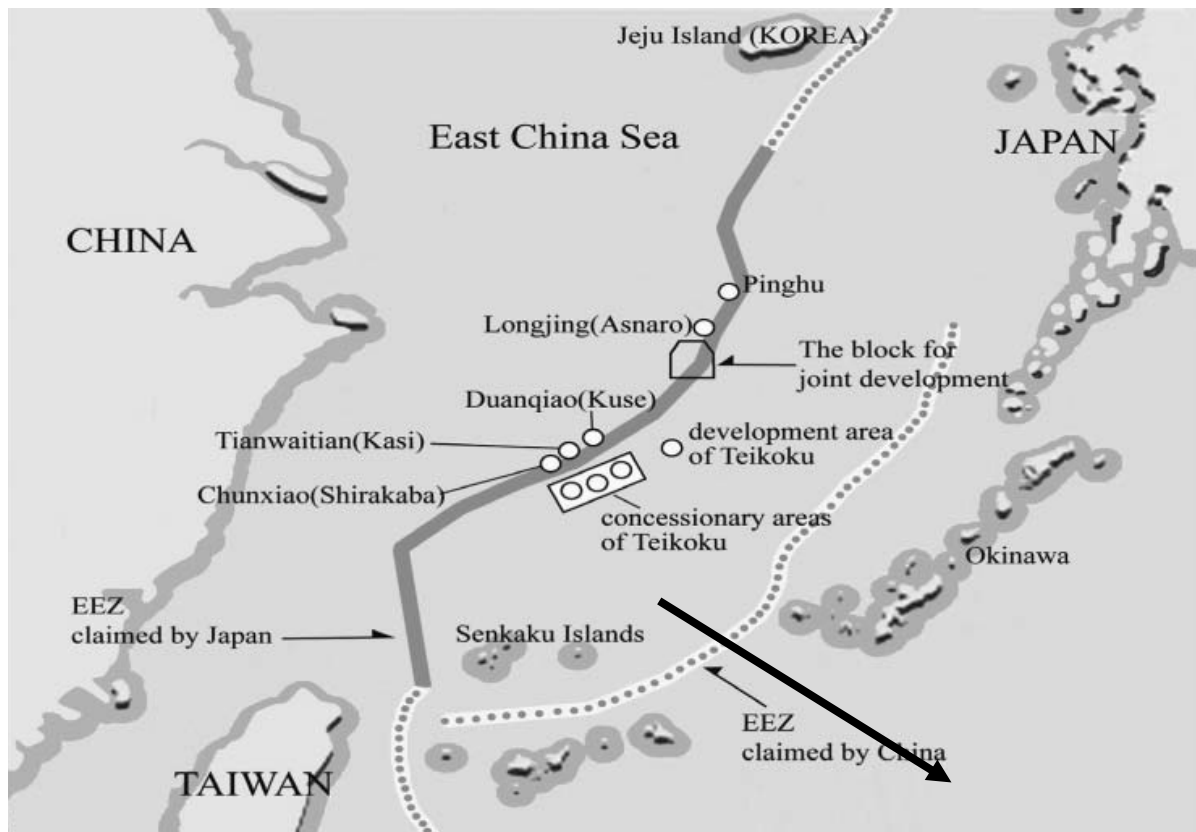 Jeju Island (KOREA)
East China Sea
JAPAN
CHINA
Pinghu
Longjing(Asnaro)
The block for
joint development
Duanqiao(Kuse)
Tianwaitian(Kasi)
development area
of Teikoku
Chunxiao(Shirakaba)
concessionary areas
of Teikoku
Okinawa
EEZ
claimed by Japan
Senkaku Islands
EEZ
claimed by China
TAIWAN